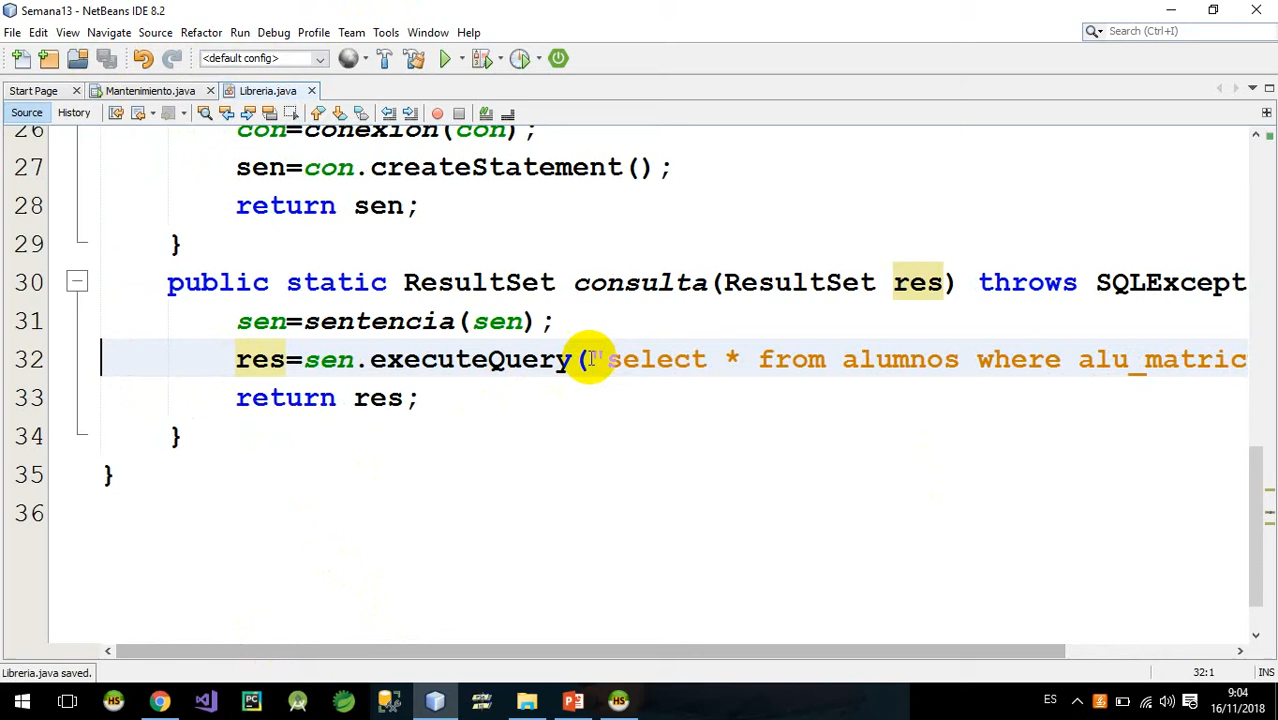 Semana13 - NetBeans IDE 8.2
File Edit View Navigate Source Refactor Run Debug Profile Team Tools Window Help
Search (Ctrl+I)
<default config>
Start Page
Mantenimiento.java
Libreria.java
Source History
26 con=conexion(con);
27 sen=con.createStatement();
28 return sen;
29 }
30 public static ResultSet consulta(ResultSet res) throws SQLExcept
31 sen=sentencia(sen);
32 res=sen.executeQuery("select * from alumnos where alu_matric
33 return res;
34 }
35 }
36
Libreria.java saved.
32:1 INS
ES
9:04
16/11/2018